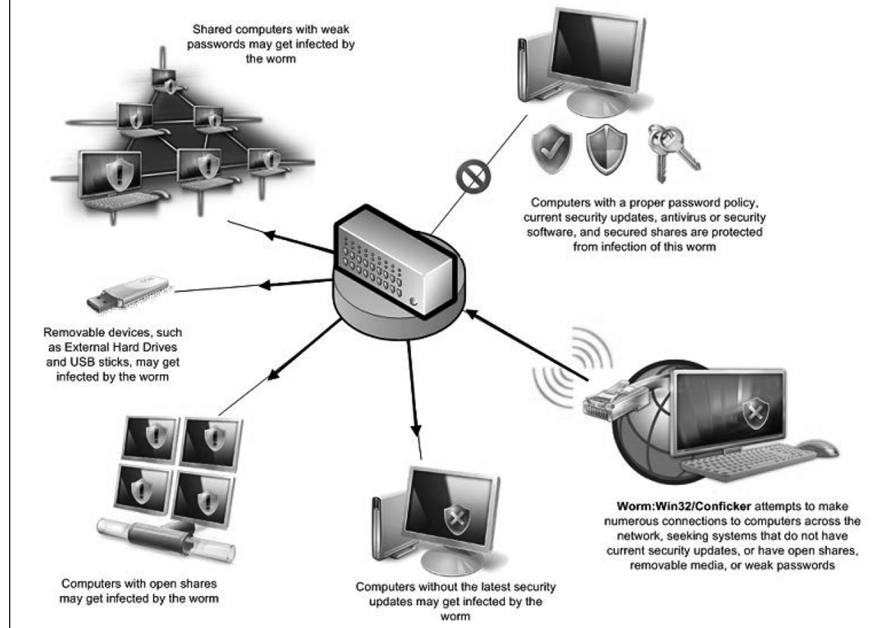 Shared computers with weak
passwords may get infected by
the worm
Computers with a proper password policy,
current security updates, antivirus or security
software, and secured shares are protected
from infection of this worm
Removable devices, such
as External Hard Drives
and USB sticks, may get
infected by the worm
Worm:Win32/Conficker attempts to make
numerous connections to computers across the
network, seeking systems that do not have
current security updates, or have open shares,
removable media, or weak passwords
Computers with open shares
may get infected by the worm
Computers without the latest security
updates may get infected by the
worm